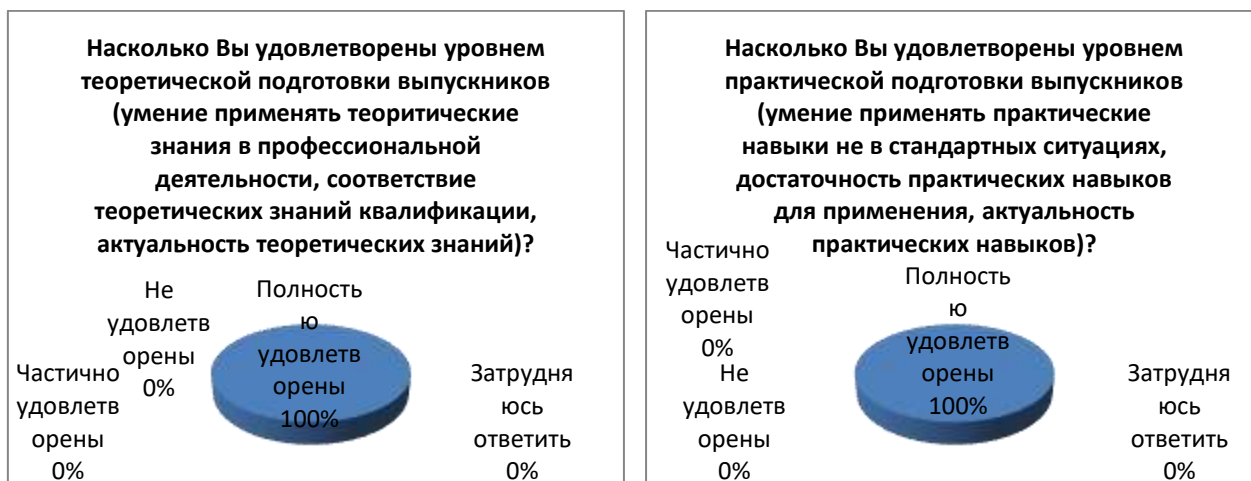 Насколько Вы удовлетворены уровнем
теоретической подготовки выпускников
(умение применять теоритические
знания в профессиональной
деятельности, соответствие
теоретических знаний квалификации,
актуальность теоретических знаний)?
Не
удовлетв
орены
0%
Полность
ю
удовлетв
орены
100%
Частично
удовлетв
орены
0%
Затрудня
юсь
ответить
0%
Насколько Вы удовлетворены уровнем
практической подготовки выпускников
(умение применять практические
навыки не в стандартных ситуациях,
достаточность практических навыков
для применения, актуальность
практических навыков)?
Частично
удовлетв
орены
0%
Полность
ю
удовлетв
орены
100%
Не
удовлетв
орены
0%
Затрудня
юсь
ответить
0%